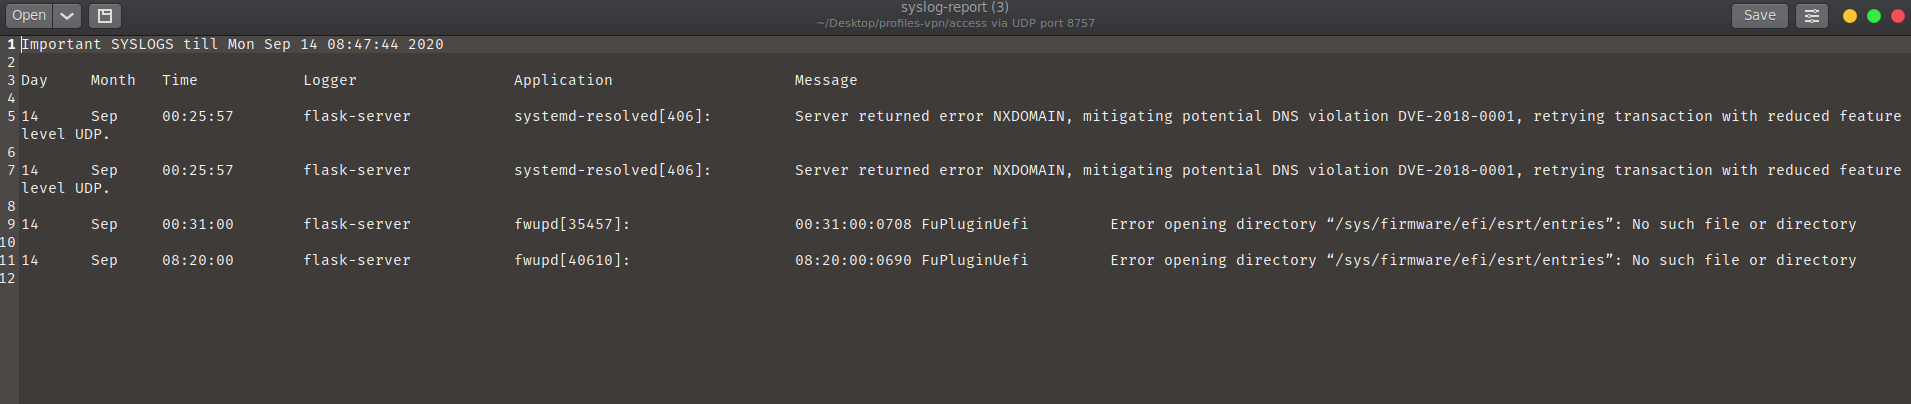 Open
syslog-report (3)
~/Desktop/profiles-vpn/access via UDP port 8757
Save
1 Important SYSLOGS till Mon Sep 14 08:47:44 2020
2
3 Day Month Time Logger Application Message
4
5 14 Sep 00:25:57 flask-server systemd-resolved[406]: Server returned error NXDOMAIN, mitigating potential DNS violation DVE-2018-0001, retrying transaction with reduced feature
level UDP.
6
7 14 Sep 00:25:57 flask-server systemd-resolved[406]: Server returned error NXDOMAIN, mitigating potential DNS violation DVE-2018-0001, retrying transaction with reduced feature
level UDP.
8
9 14 Sep 00:31:00 flask-server fwupd[35457]: 00:31:00:0708 FuPluginUefi Error opening directory “/sys/firmware/efi/esrt/entries”: No such file or directory
10
11 14 Sep 08:20:00 flask-server fwupd[40610]: 08:20:00:0690 FuPluginUefi Error opening directory “/sys/firmware/efi/esrt/entries”: No such file or directory
12